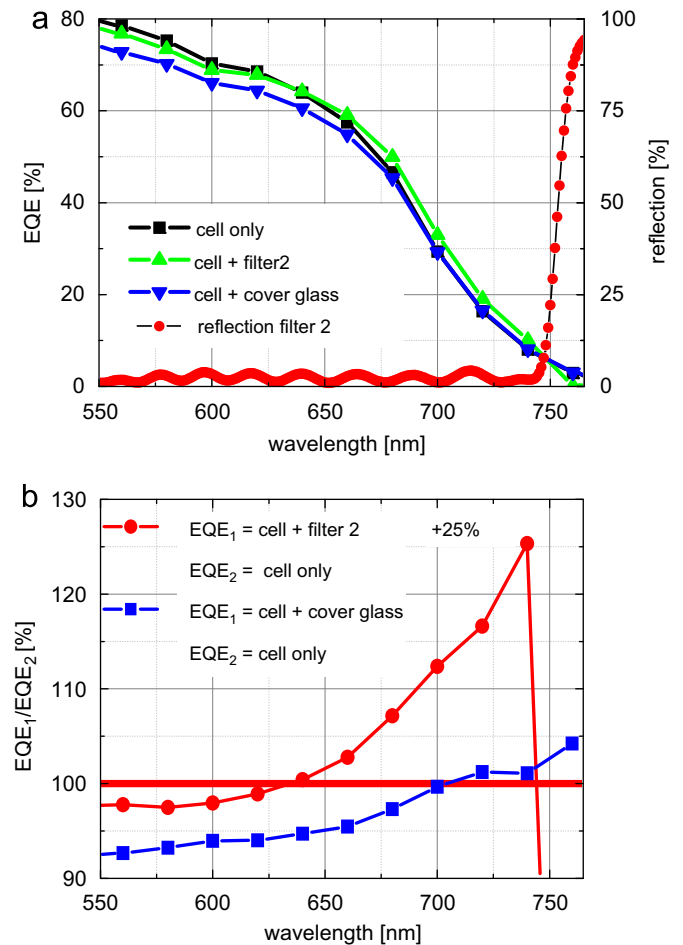 a
80
60
40
20
0
EQE [%]
100
75
50
25
0
reflection [%]
cell only
cell + filter2
cell + cover glass
reflection filter 2
550
600
650
700
750
wavelength [nm]
b
130
120
110
100
90
EQE1/EQE2 [%]
EQE1 = cell + filter 2
+25%
EQE2 = cell only
EQE1 = cell + cover glass
EQE2 = cell only
550
600
650
700
750
wavelength [nm]